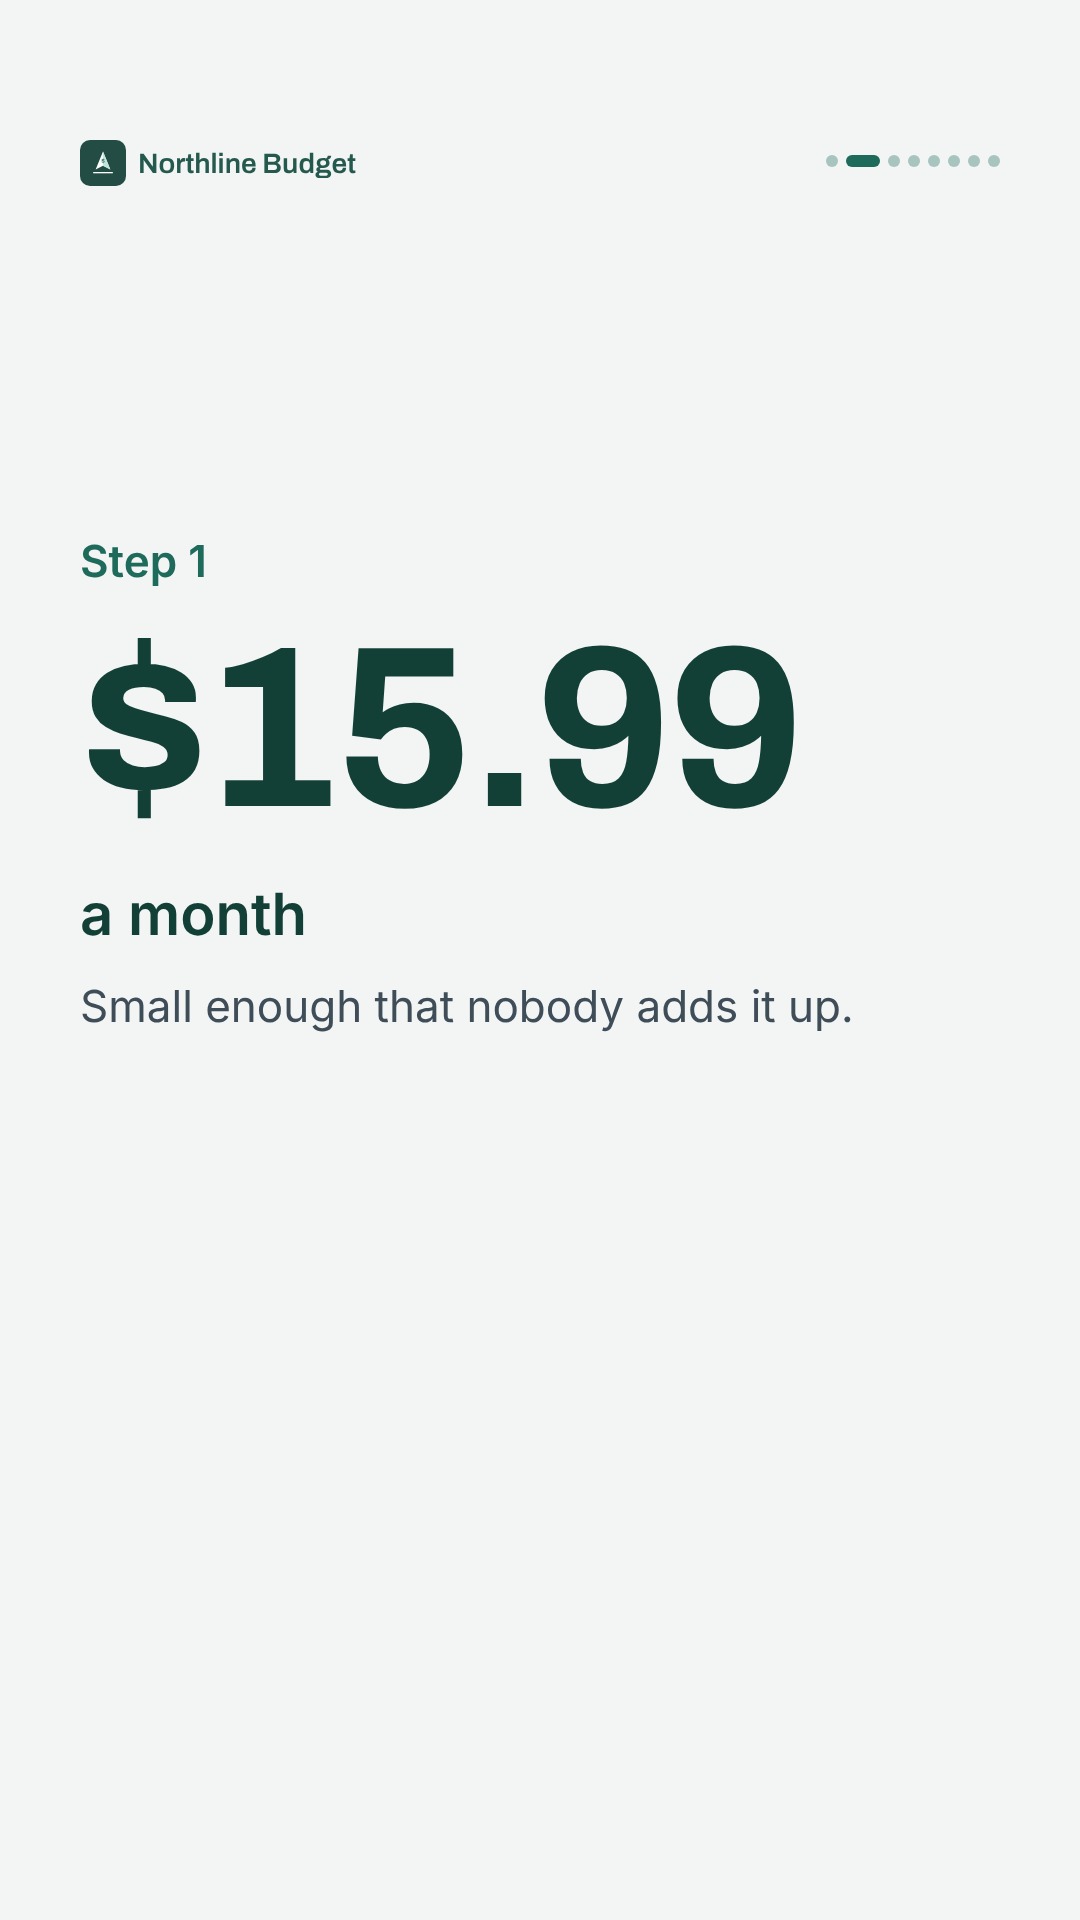 Northline Budget
Step 1
$15.99
a month
Small enough that nobody adds it up.